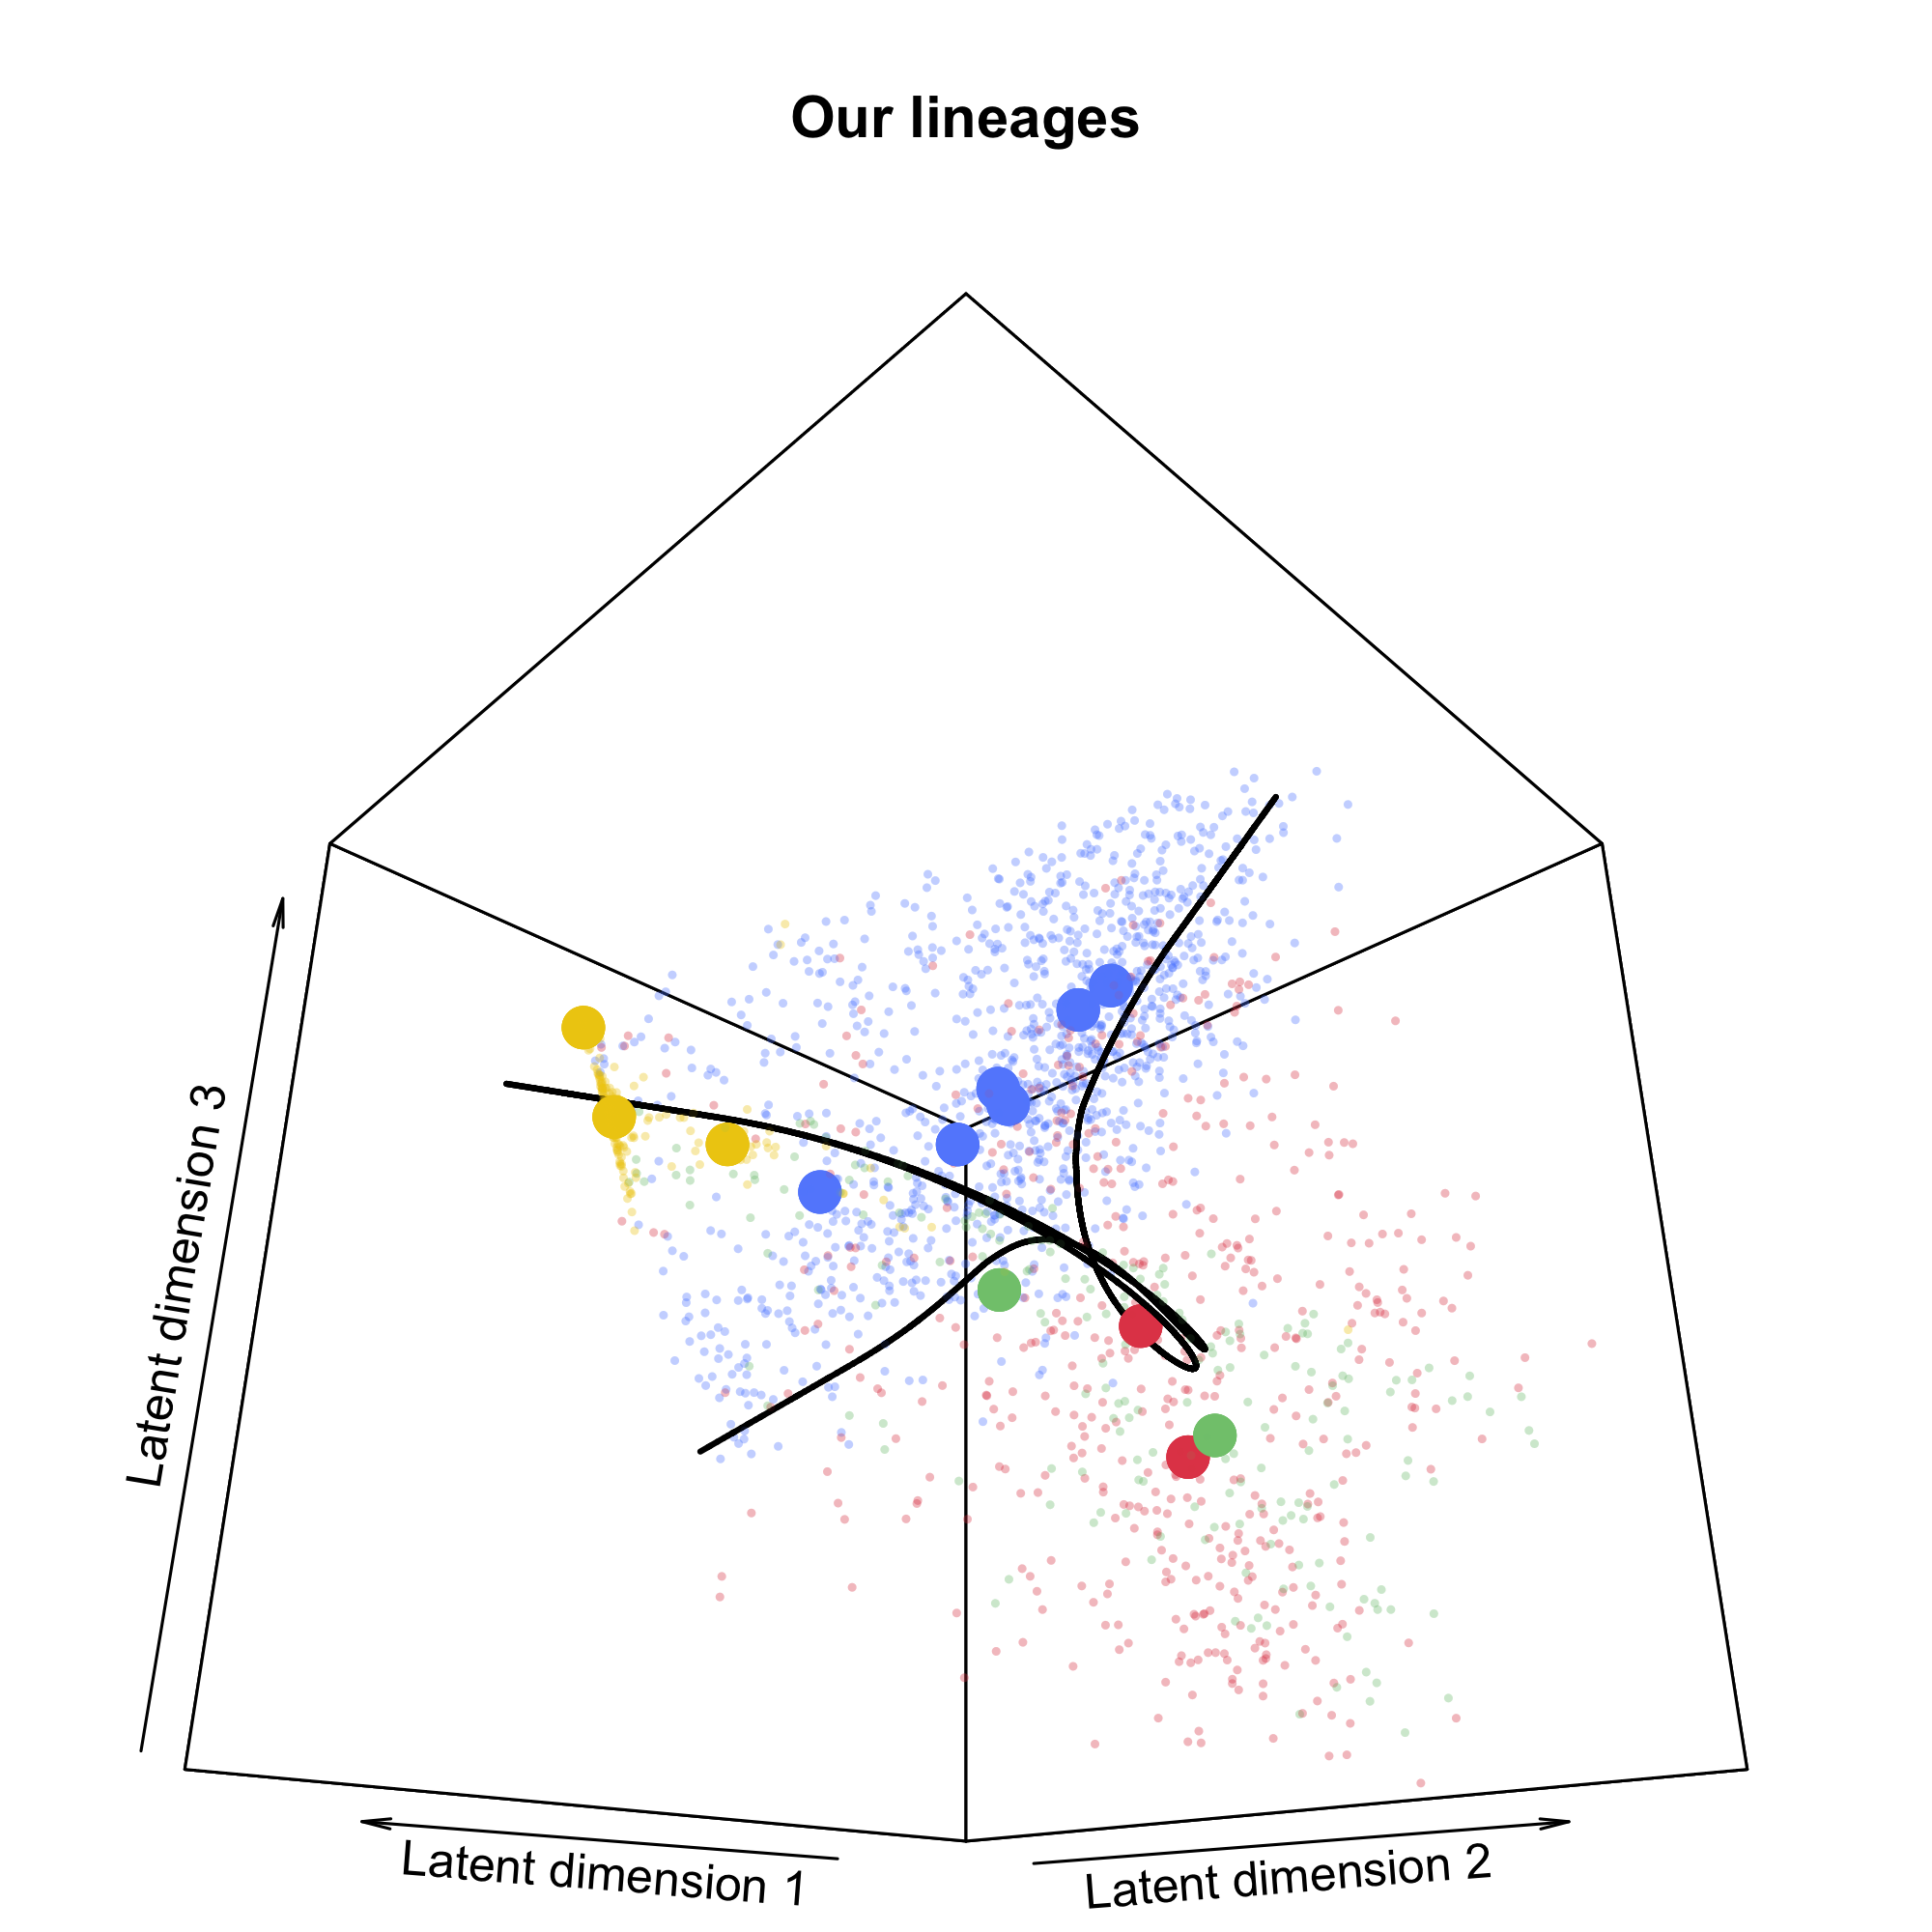 Our lineages
Latent dimension 3
Latent dimension 1
Latent dimension 2